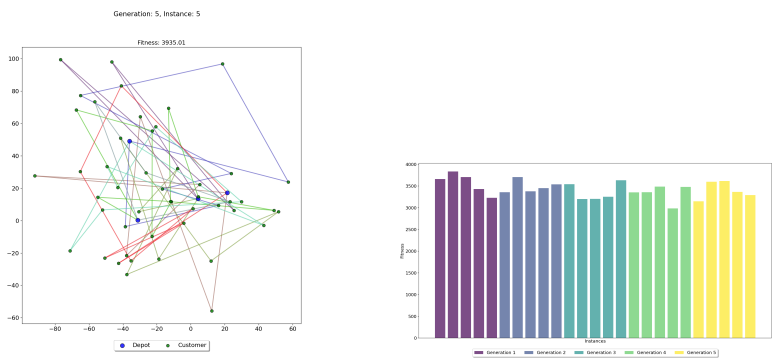 Generation: 5, Instance: 5
Fitness: 3935.01
100
80
60
40
20
0
−20
−40
−60
−80 −60 −40 −20 0 20 40 60
Depot Customer
4000
3500
3000
2500
2000
1500
1000
500
0
Fitness
Instances
Generation 1 Generation 2 Generation 3 Generation 4 Generation 5